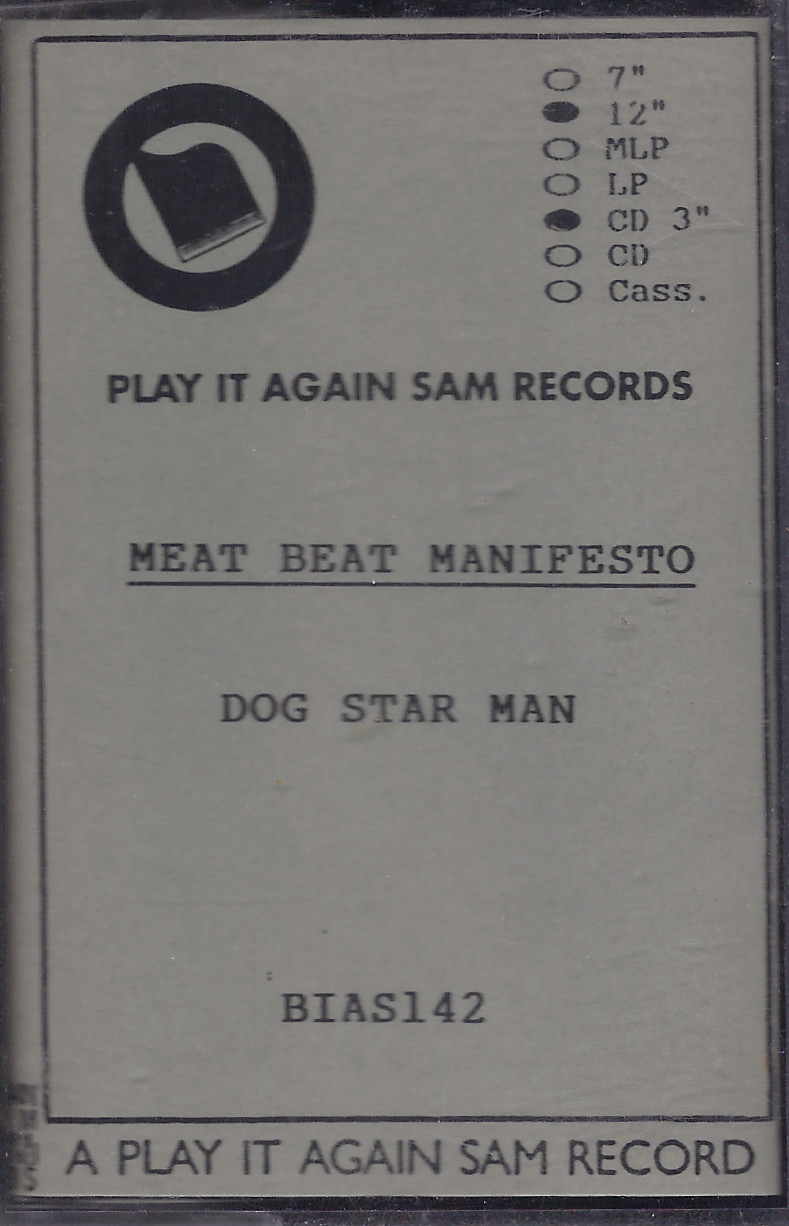 7"
12"
MLP
LP
CD 3"
CD
Cass.
PLAY IT AGAIN SAM RECORDS
MEAT BEAT MANIFESTO
DOG STAR MAN
BIAS142
A PLAY IT AGAIN SAM RECORD